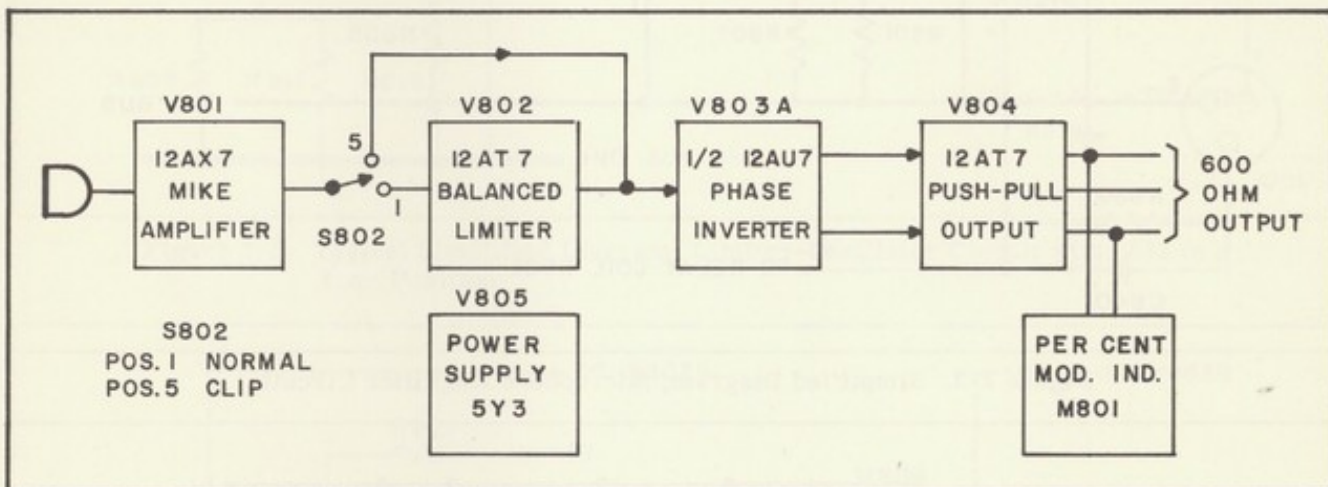 V801
12AX7
MIKE
AMPLIFIER
5
1
S802
V802
12AT7
BALANCED
LIMITER
V803A
1/2 12AU7
PHASE
INVERTER
V804
12AT7
PUSH-PULL
OUTPUT
600
OHM
OUTPUT
S802
POS.1 NORMAL
POS.5 CLIP
V805
POWER
SUPPLY
5Y3
PER CENT
MOD. IND.
M801